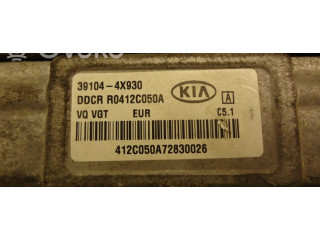 39104-4X930
DDCR R0412C050A
KIA
A
VQ VGT EUR C5.1
412C050A72830026